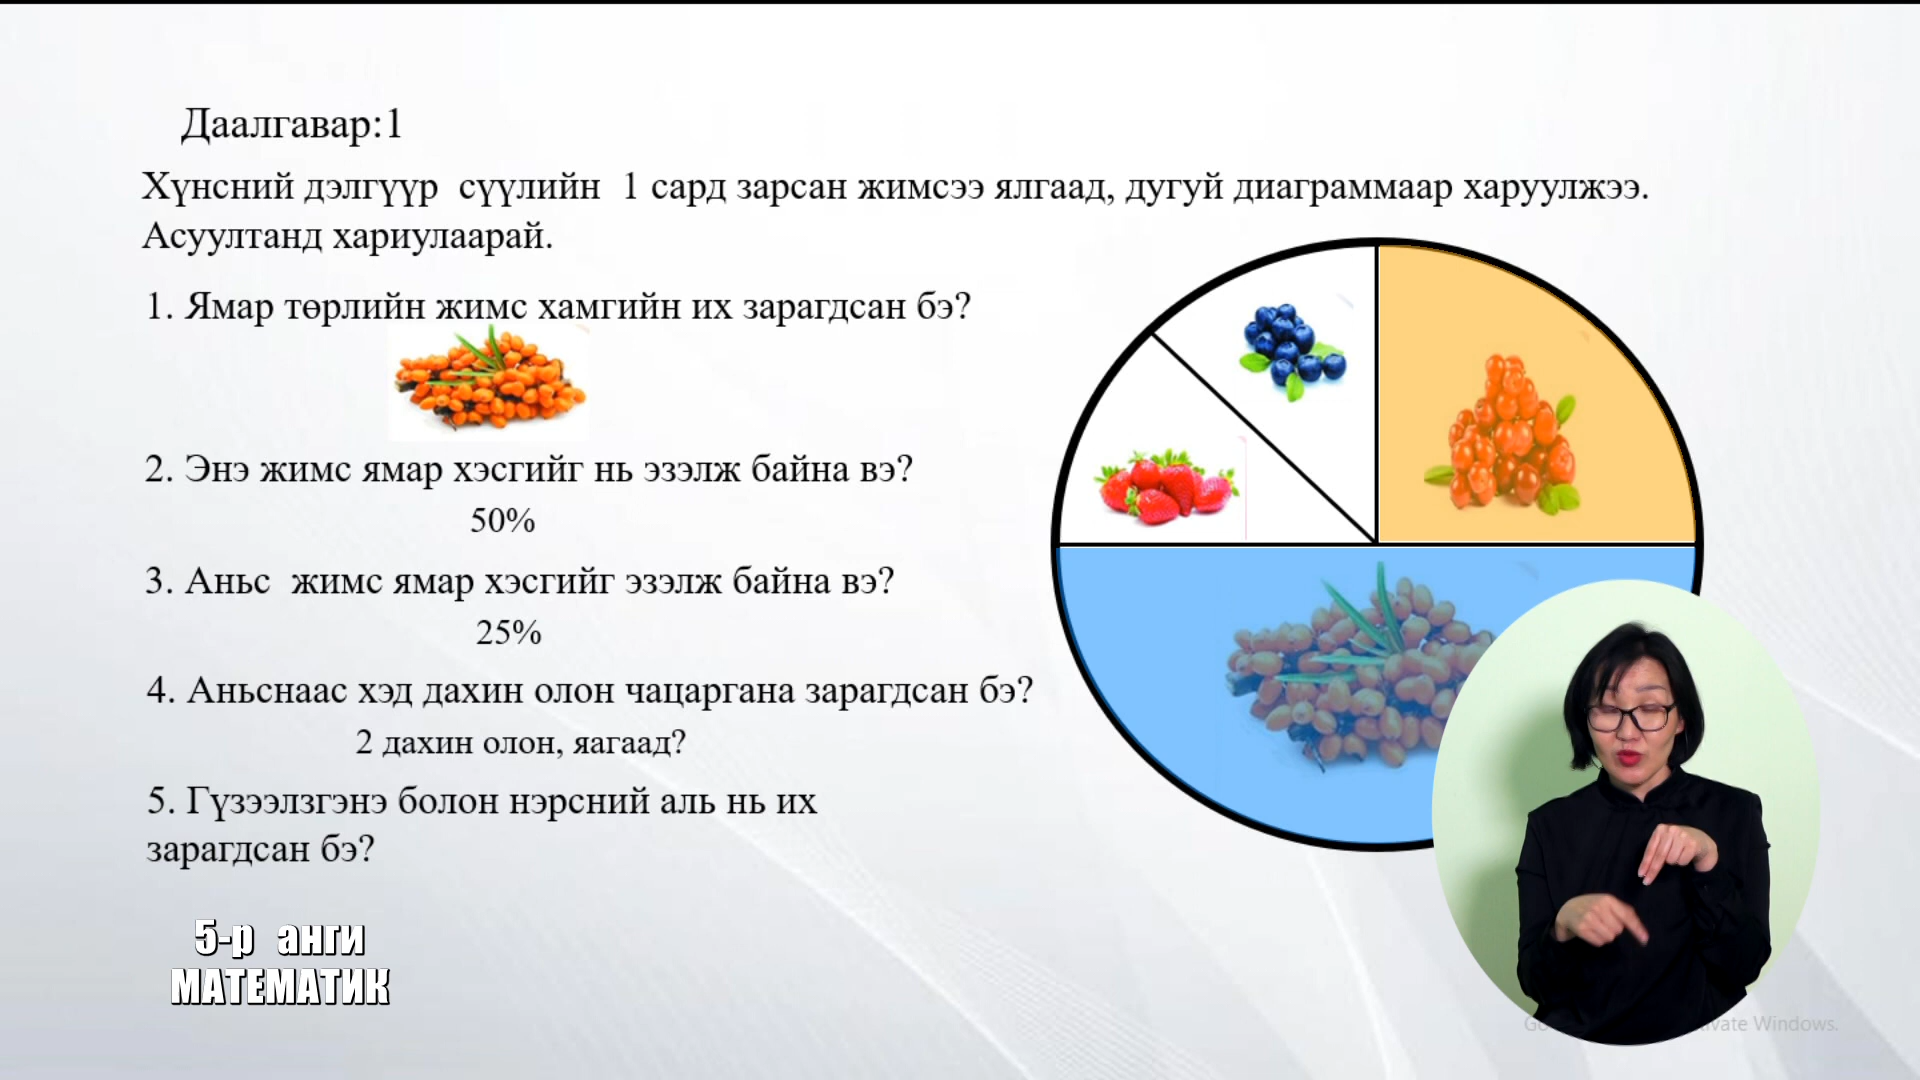 Даалгавар:1
Хүнсний дэлгүүр сүүлийн 1 сард зарсан жимсээ ялгаад, дугуй диаграммаар харуулжээ.
Асуултанд хариулаарай.
1. Ямар төрлийн жимс хамгийн их зарагдсан бэ?
2. Энэ жимс ямар хэсгийг нь эзэлж байна вэ?
50%
3. Аньс жимс ямар хэсгийг эзэлж байна вэ?
25%
4. Аньснаас хэд дахин олон чацаргана зарагдсан бэ?
2 дахин олон, яагаад?
5. Гүзээлзгэнэ болон нэрсний аль нь их
зарагдсан бэ?
5-р анги
МАТЕМАТИК
Windows.